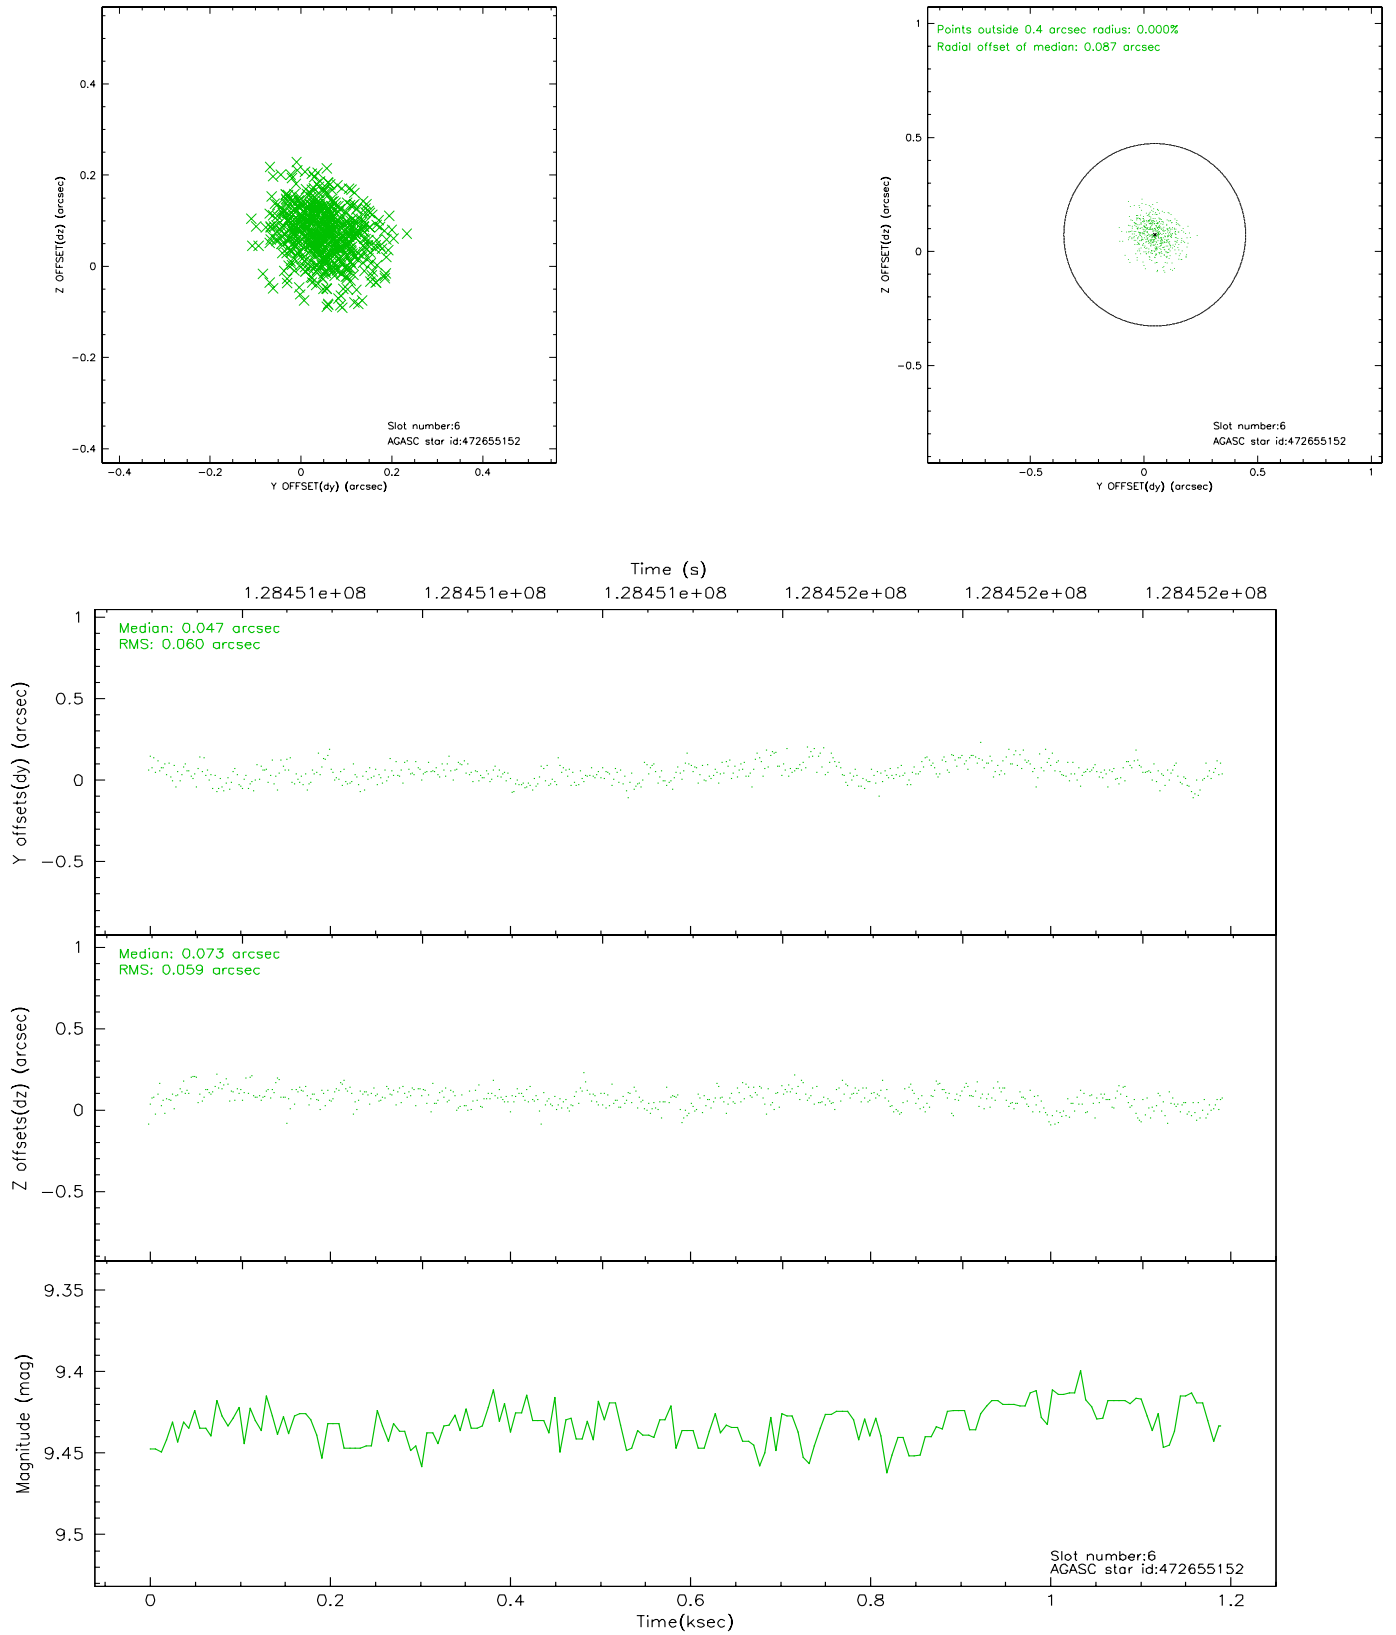 0.4
0.2
0
−0.2
−0.4
Z OFFSET(dz) (arcsec)
Slot number:6
AGASC star id:472655152
−0.4 −0.2 0 0.2 0.4
Y OFFSET(dy) (arcsec)
Points outside 0.4 arcsec radius: 0.000%
Radial offset of median: 0.087 arcsec
1
0.5
0
−0.5
Z OFFSET(dz) (arcsec)
Slot number:6
AGASC star id:472655152
−0.5 0 0.5 1
Y OFFSET(dy) (arcsec)
Time (s)
1.28451e+08 1.28451e+08 1.28451e+08 1.28452e+08 1.28452e+08 1.28452e+08
Median: 0.047 arcsec
RMS: 0.060 arcsec
1
0.5
0
−0.5
Y offsets(dy) (arcsec)
Median: 0.073 arcsec
RMS: 0.059 arcsec
1
0.5
0
−0.5
Z offsets(dz) (arcsec)
9.35
9.4
9.45
9.5
Magnitude (mag)
Slot number:6
AGASC star id:472655152
0 0.2 0.4 0.6 0.8 1 1.2
Time(ksec)